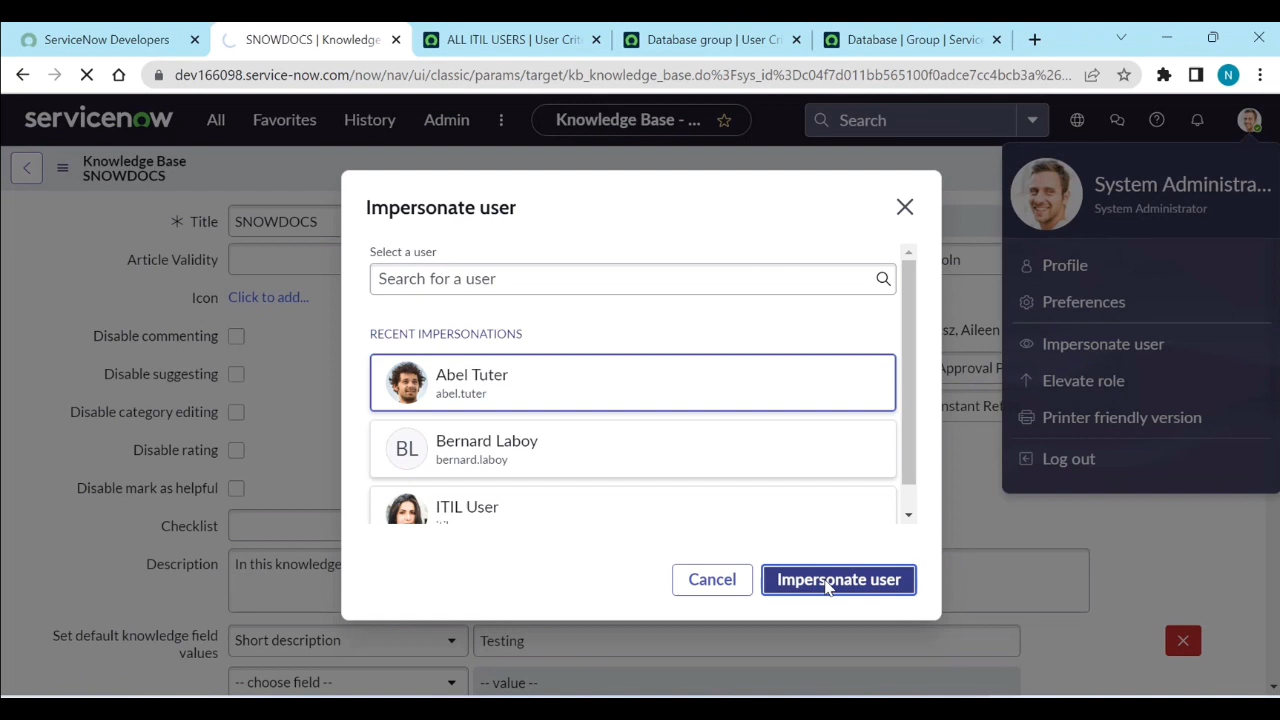 ServiceNow Developers
SNOWDOCS | Knowledge
ALL ITIL USERS | User Crite
Database group | User Cri
Database | Group | Service
dev166098.service-now.com/now/nav/ui/classic/params/target/kb_knowledge_base.do%3Fsys_id%3Dc04f7d011bb565100f0adce7cc4bcb3a%26...
N
servicenow
All
Favorites
History
Admin
Knowledge Base - ...
Search
Knowledge Base
SNOWDOCS
System Administra...
System Administrator
Profile
Preferences
Impersonate user
Elevate role
Printer friendly version
Log out
Impersonate user
Select a user
Search for a user
RECENT IMPERSONATIONS
Abel Tuter
abel.tuter
BL
Bernard Laboy
bernard.laboy
ITIL User
Cancel
Impersonate user
Title
SNOWDOCS
Article Validity
oln
Icon
Click to add...
Disable commenting
sz, Aileen
Disable suggesting
Approval P
Disable category editing
nstant Ret
Disable rating
Disable mark as helpful
Checklist
Description
In this knowledge
Set default knowledge field
values
Short description
Testing
-- choose field --
-- value --